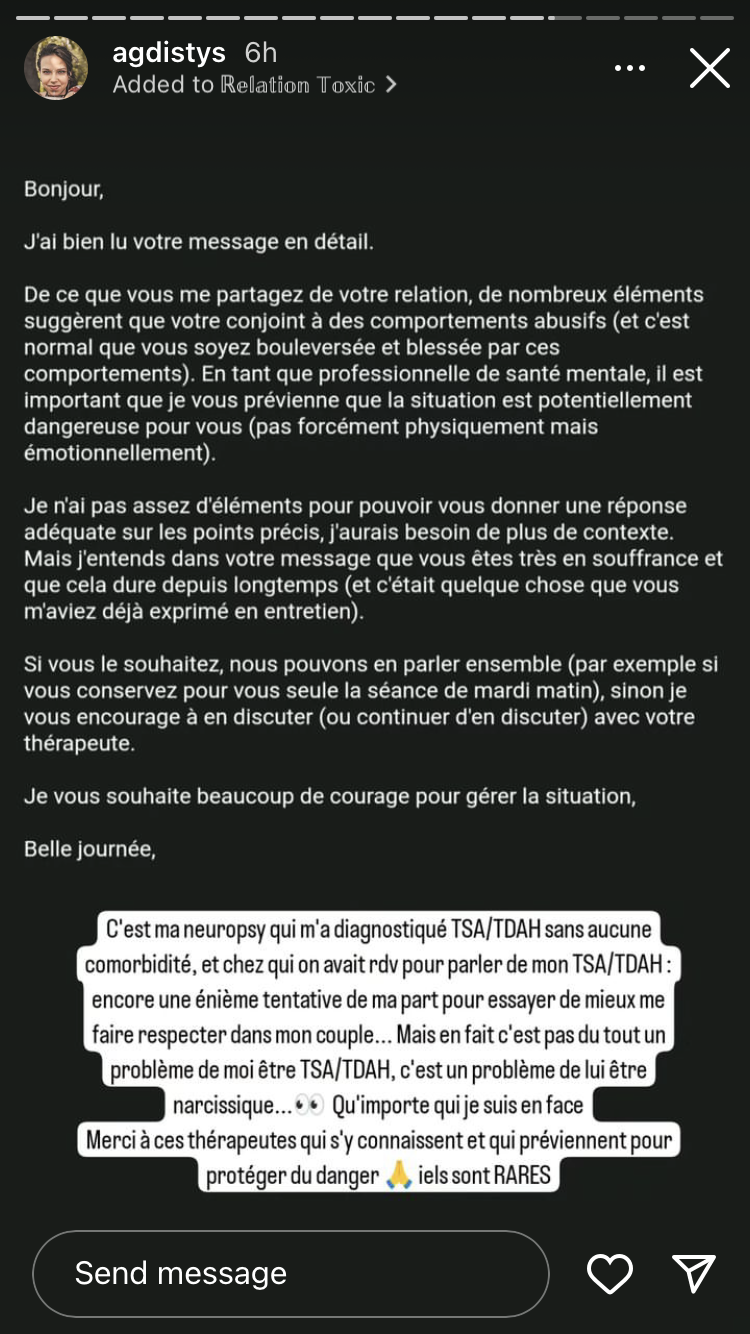 agdistys 6h
Added to ℝ𝕖𝕝𝕒𝕥𝕚𝕠𝕟 𝕋𝕠𝕩𝕚𝕔 >
Bonjour,
J'ai bien lu votre message en détail.
De ce que vous me partagez de votre relation, de nombreux éléments
suggèrent que votre conjoint à des comportements abusifs (et c'est
normal que vous soyez bouleversée et blessée par ces
comportements). En tant que professionnelle de santé mentale, il est
important que je vous prévienne que la situation est potentiellement
dangereuse pour vous (pas forcément physiquement mais
émotionnellement).
Je n'ai pas assez d'éléments pour pouvoir vous donner une réponse
adéquate sur les points précis, j'aurais besoin de plus de contexte.
Mais j'entends dans votre message que vous êtes très en souffrance et
que cela dure depuis longtemps (et c'était quelque chose que vous
m'aviez déjà exprimé en entretien).
Si vous le souhaitez, nous pouvons en parler ensemble (par exemple si
vous conservez pour vous seule la séance de mardi matin), sinon je
vous encourage à en discuter (ou continuer d'en discuter) avec votre
thérapeute.
Je vous souhaite beaucoup de courage pour gérer la situation,
Belle journée,
C'est ma neuropsy qui m'a diagnostiqué TSA/TDAH sans aucune
comorbidité, et chez qui on avait rdv pour parler de mon TSA/TDAH :
encore une énième tentative de ma part pour essayer de mieux me
faire respecter dans mon couple... Mais en fait c'est pas du tout un
problème de moi être TSA/TDAH, c'est un problème de lui être
narcissique...👀 Qu'importe qui je suis en face
Merci à ces thérapeutes qui s'y connaissent et qui préviennent pour
protéger du danger 🙏 iels sont RARES
Send message